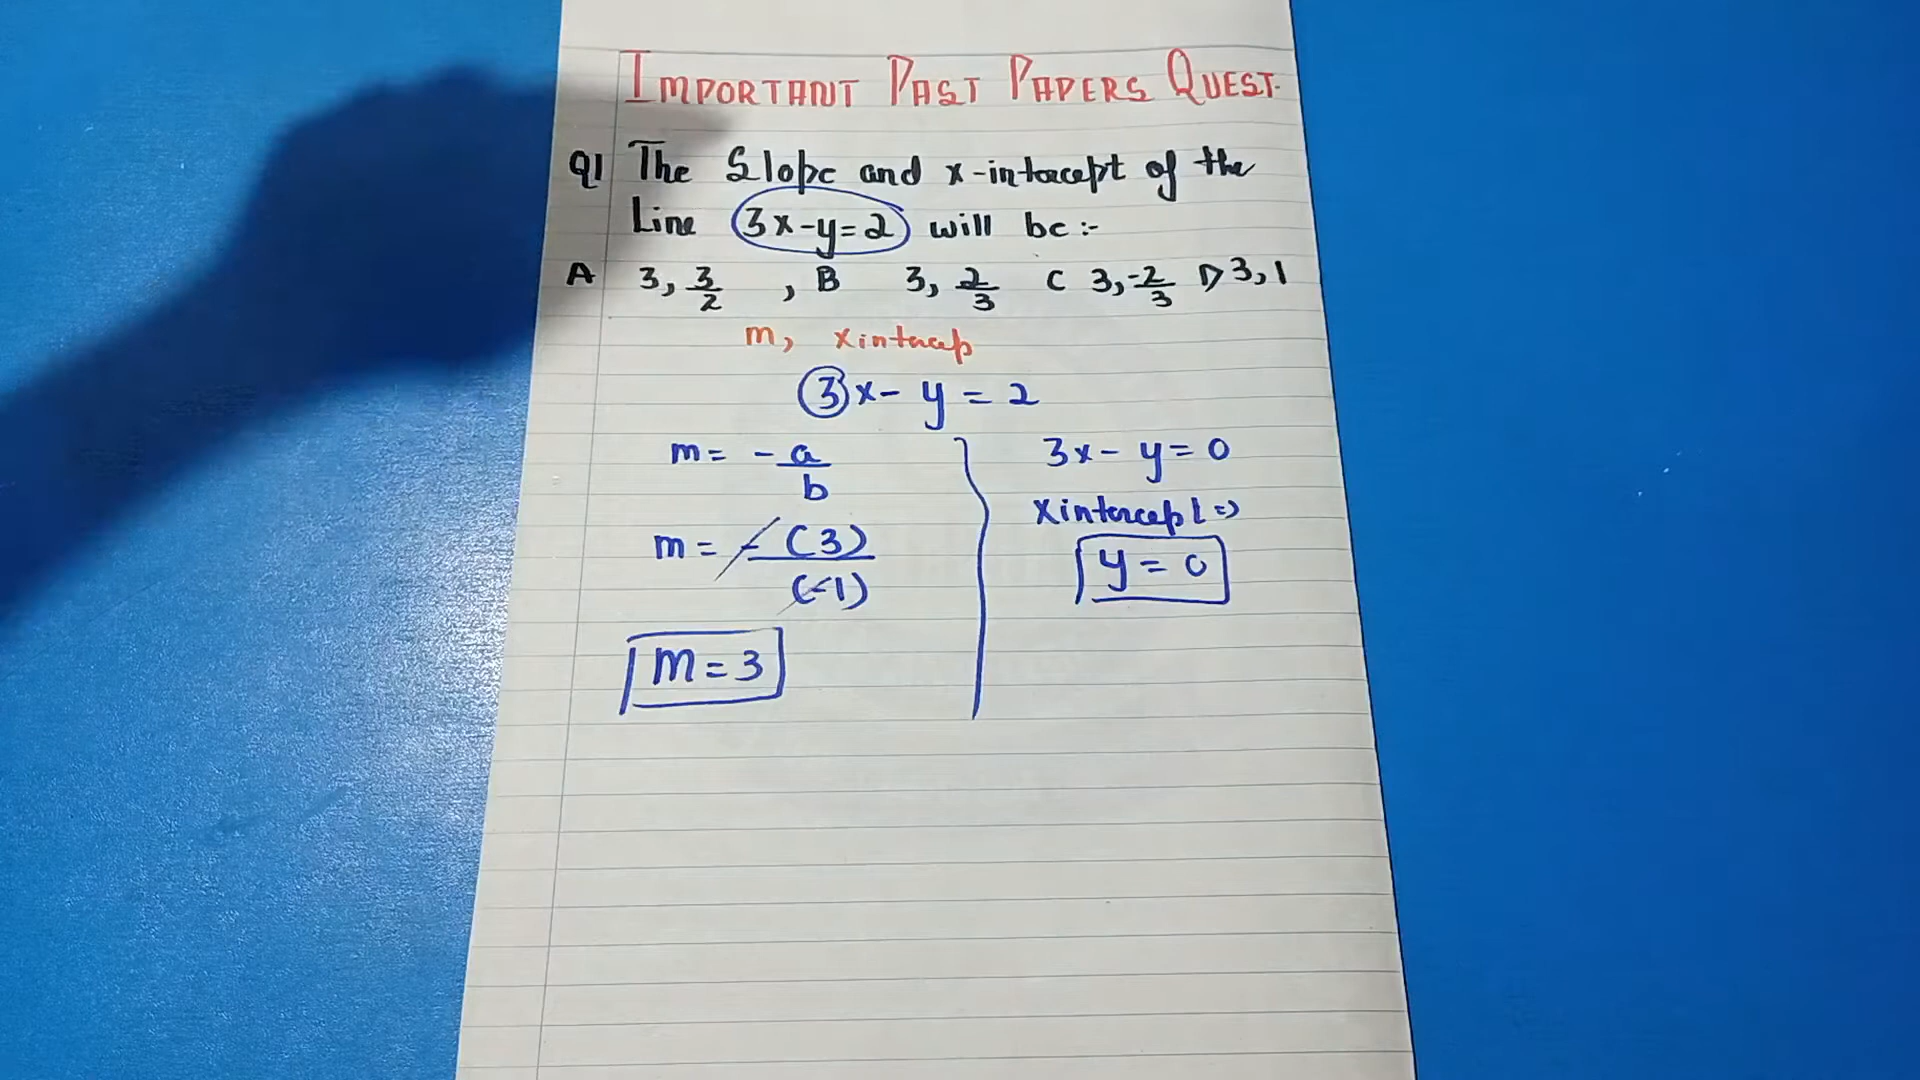 IMPORTANT PAST PAPERS QUEST.
Q1 The Slope and x-intercept of the
Line 3x-y=2 will be :-
A 3, 3/2 , B 3, 2/3 C 3, -2/3 D 3, 1
m, xintercep
3x - y = 2
m = - a/b
m = - (3)/(-1)
m = 3
3x - y = 0
x intercept =>
y = 0